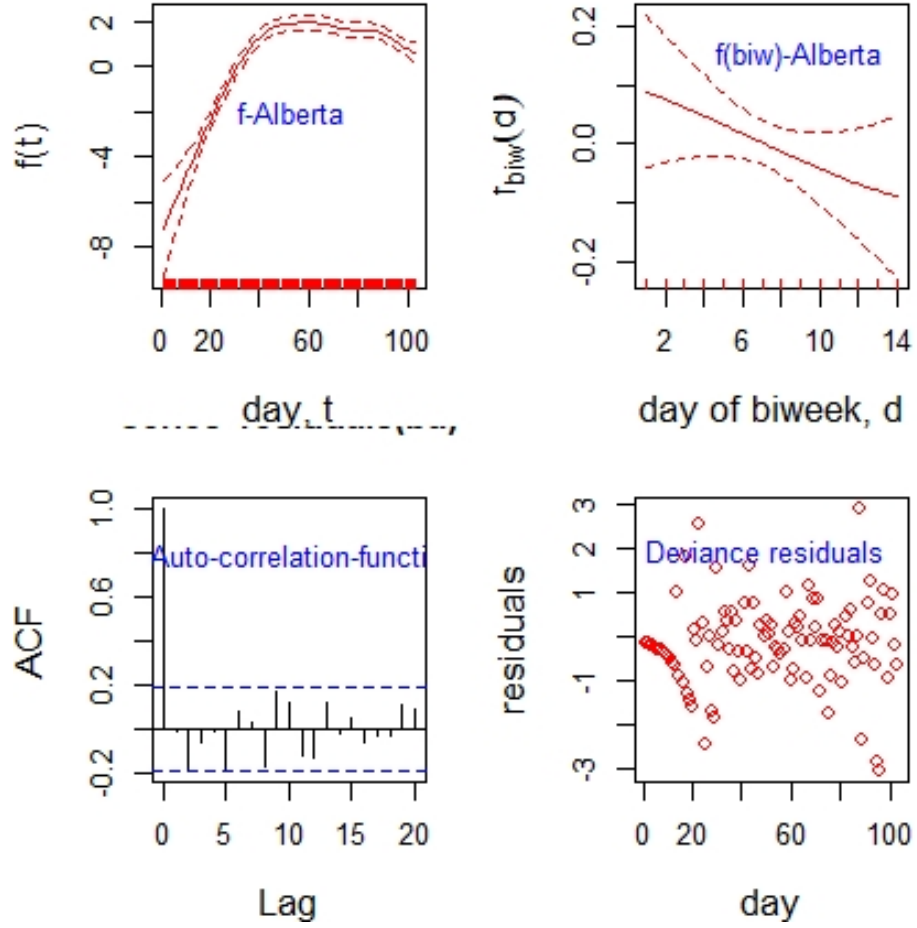 f(t)
2
0
-4
-8
f-Alberta
0 20 60 100
day, t
f_biw(d)
0.2
0.0
-0.2
f(biw)-Alberta
2 6 10 14
day of biweek, d
ACF
1.0
0.6
0.2
-0.2
Auto-correlation-functi
0 5 10 15 20
Lag
residuals
3
2
1
-1
-3
Deviance residuals
0 20 60 100
day